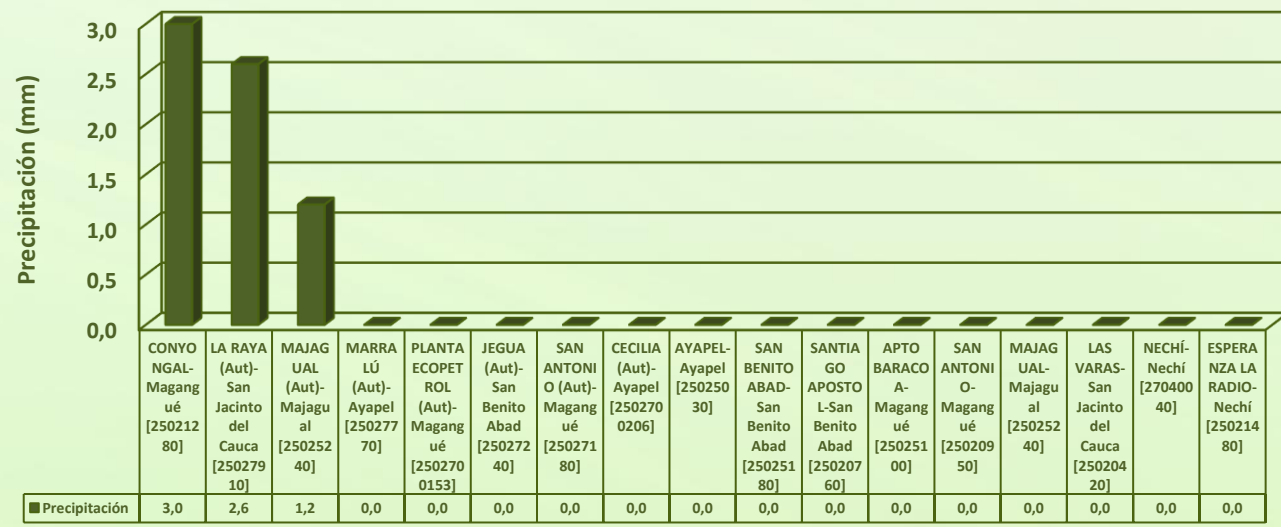 Precipitación (mm)
3,0
2,5
2,0
1,5
1,0
0,5
0,0
CONYO
NGAL-
Magang
ué
[250212
80]
LA RAYA
(Aut)-
San
Jacinto
del
Cauca
[250279
10]
MAJAG
UAL
(Aut)-
Majagu
al
[250252
40]
MARRA
LÚ
(Aut)-
Ayapel
[250277
70]
PLANTA
ECOPET
ROL
(Aut)-
Magang
ué
[250270
0153]
JEGUA
(Aut)-
San
Benito
Abad
[250272
40]
SAN
ANTONI
O (Aut)-
Magang
ué
[250271
80]
CECILIA
(Aut)-
Ayapel
[250270
0206]
AYAPEL-
Ayapel
[250250
30]
SAN
BENITO
ABAD-
San
Benito
Abad
[250251
80]
SANTIA
GO
APOSTO
L-San
Benito
Abad
[250207
60]
APTO
BARACO
A-
Magang
ué
[250251
00]
SAN
ANTONI
O-
Magang
ué
[250209
50]
MAJAG
UAL-
Majagu
al
[250252
40]
LAS
VARAS-
San
Jacinto
del
Cauca
[250204
20]
NECHÍ-
Nechí
[270400
40]
ESPERA
NZA LA
RADIO-
Nechí
[250214
80]
Precipitación 3,0 2,6 1,2 0,0 0,0 0,0 0,0 0,0 0,0 0,0 0,0 0,0 0,0 0,0 0,0 0,0 0,0